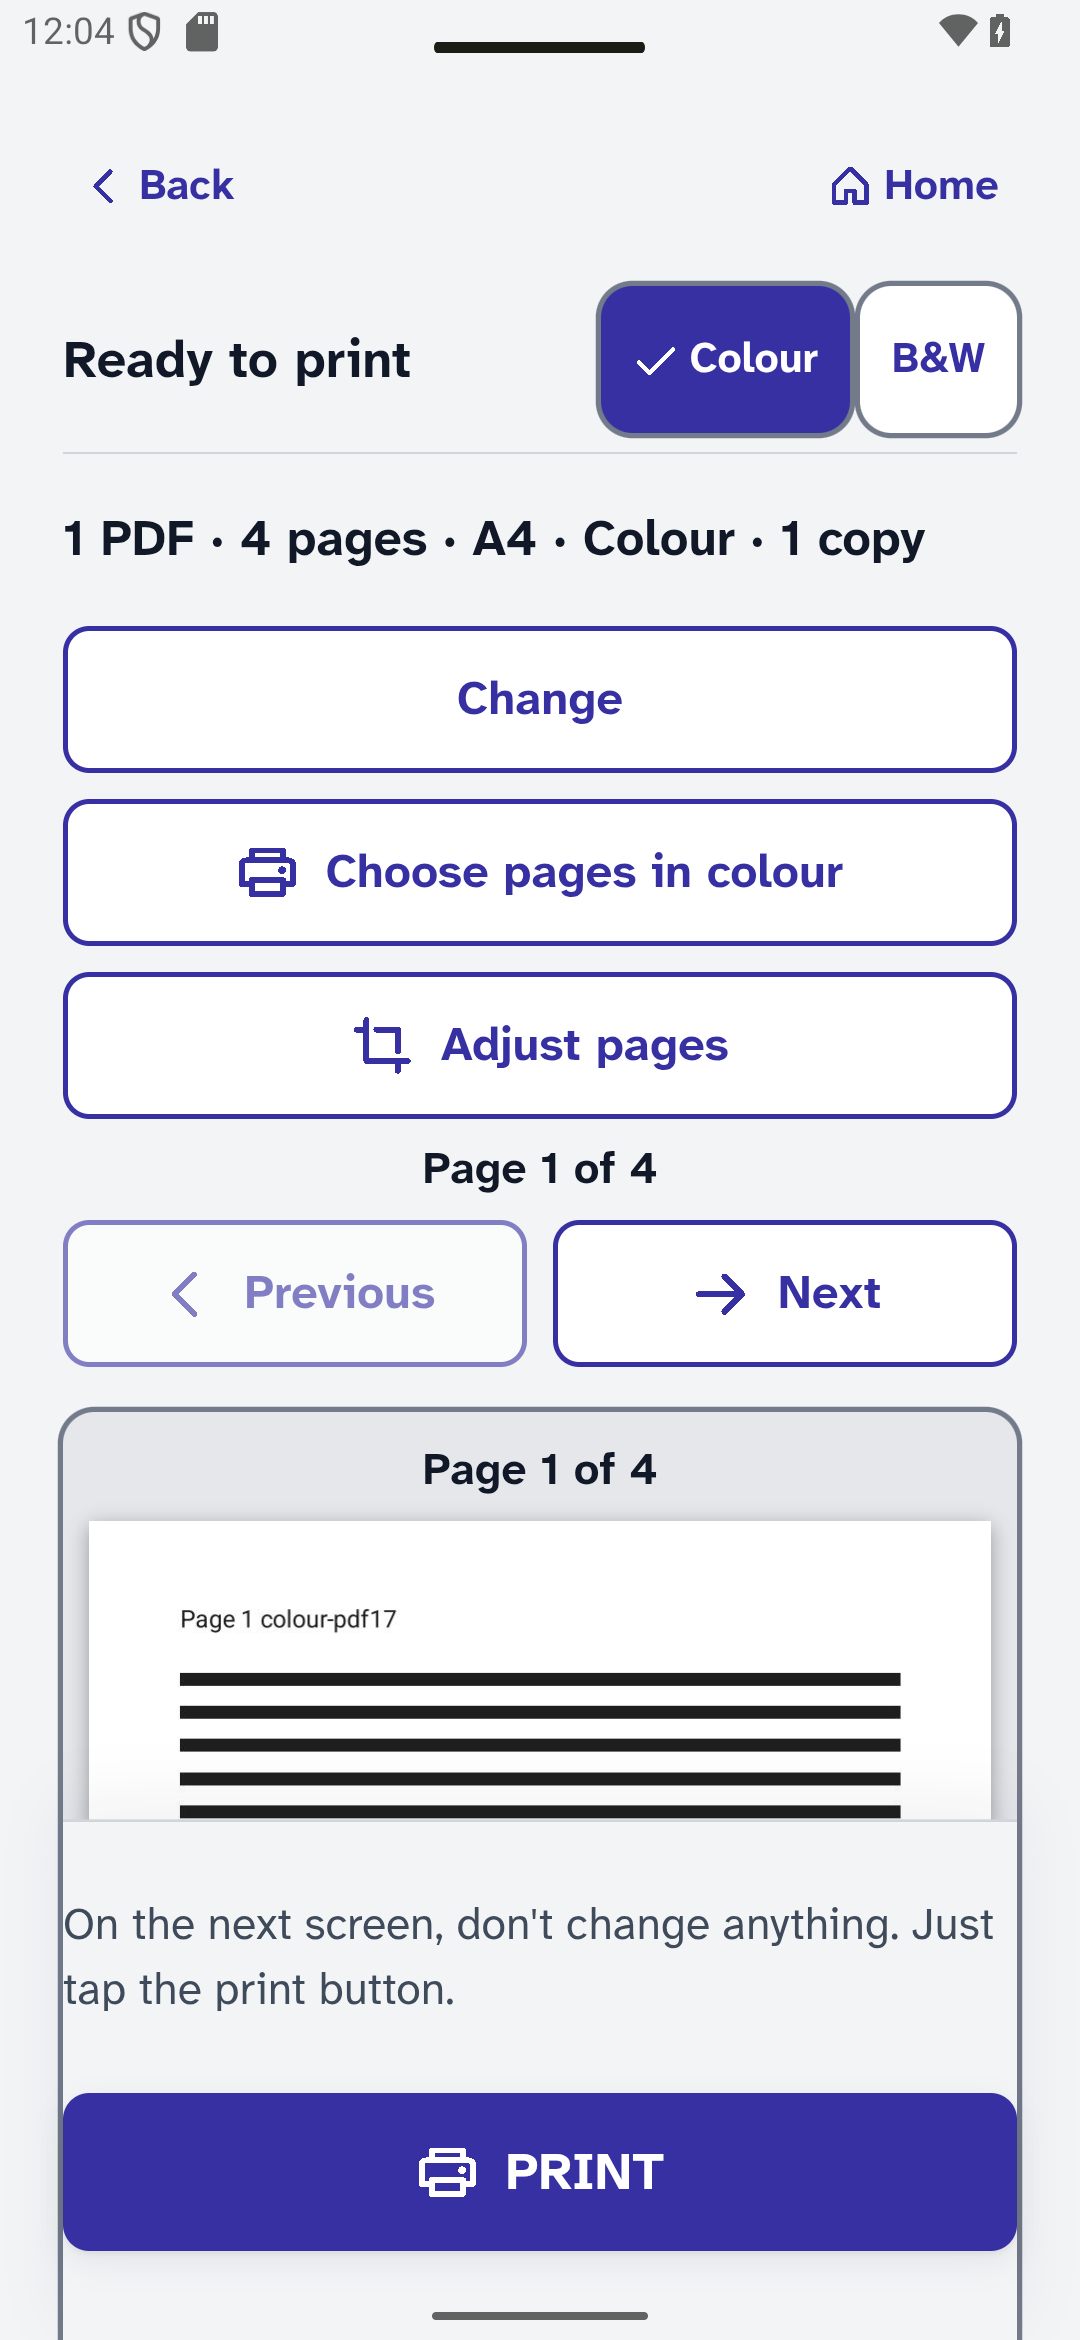 12:04
Back
Home
Ready to print
Colour
B&W
1 PDF · 4 pages · A4 · Colour · 1 copy
Change
Choose pages in colour
Adjust pages
Page 1 of 4
Previous
Next
Page 1 of 4
Page 1 colour-pdf17
On the next screen, don't change anything. Just
tap the print button.
PRINT